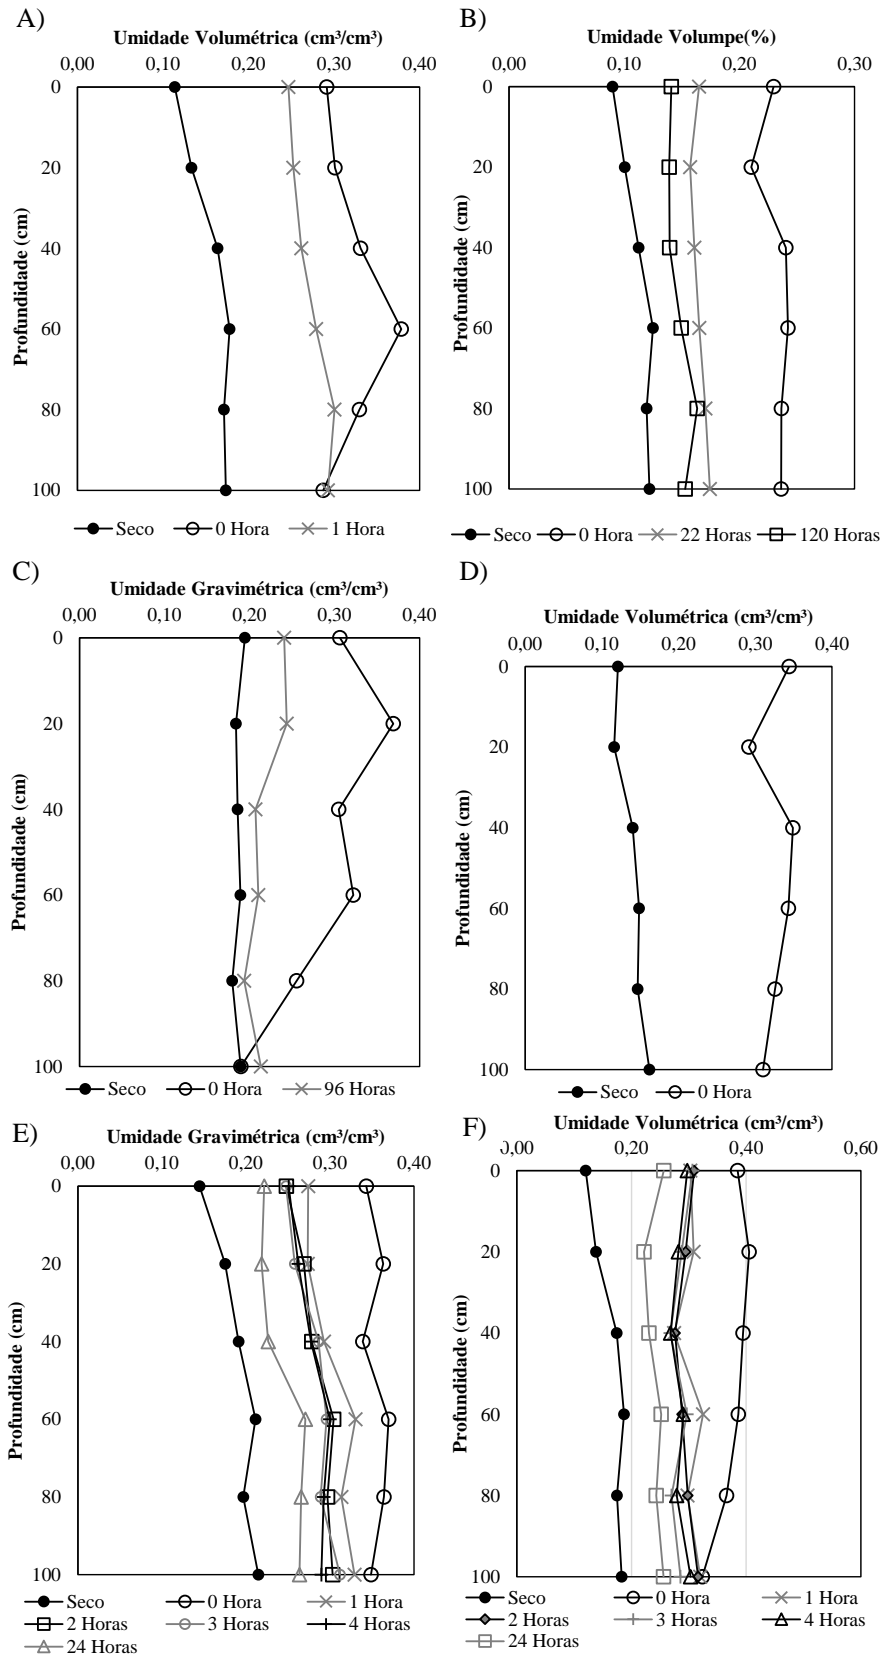 A)
Umidade Volumétrica (cm³/cm³)
0,00 0,10 0,20 0,30 0,40
0
20
40
60
80
100
Profundidade (cm)
Seco 0 Hora 1 Hora
B)
Umidade Volumpe(%)
0,00 0,10 0,20 0,30
0
20
40
60
80
100
Profundidade (cm)
Seco 0 Hora 22 Horas 120 Horas
C)
Umidade Gravimétrica (cm³/cm³)
0,00 0,10 0,20 0,30 0,40
0
20
40
60
80
100
Profundidade (cm)
Seco 0 Hora 96 Horas
D)
Umidade Volumétrica (cm³/cm³)
0,00 0,10 0,20 0,30 0,40
0
20
40
60
80
100
Profundidade (cm)
Seco 0 Hora
E)
Umidade Gravimétrica (cm³/cm³)
0,00 0,10 0,20 0,30 0,40
0
20
40
60
80
100
Profundidade (cm)
Seco 0 Hora 1 Hora
2 Horas 3 Horas 4 Horas
24 Horas
F)
Umidade Volumétrica (cm³/cm³)
0,00 0,20 0,40 0,60
0
20
40
60
80
100
Profundidade (cm)
Seco 0 Hora 1 Hora
2 Horas 3 Horas 4 Horas
24 Horas